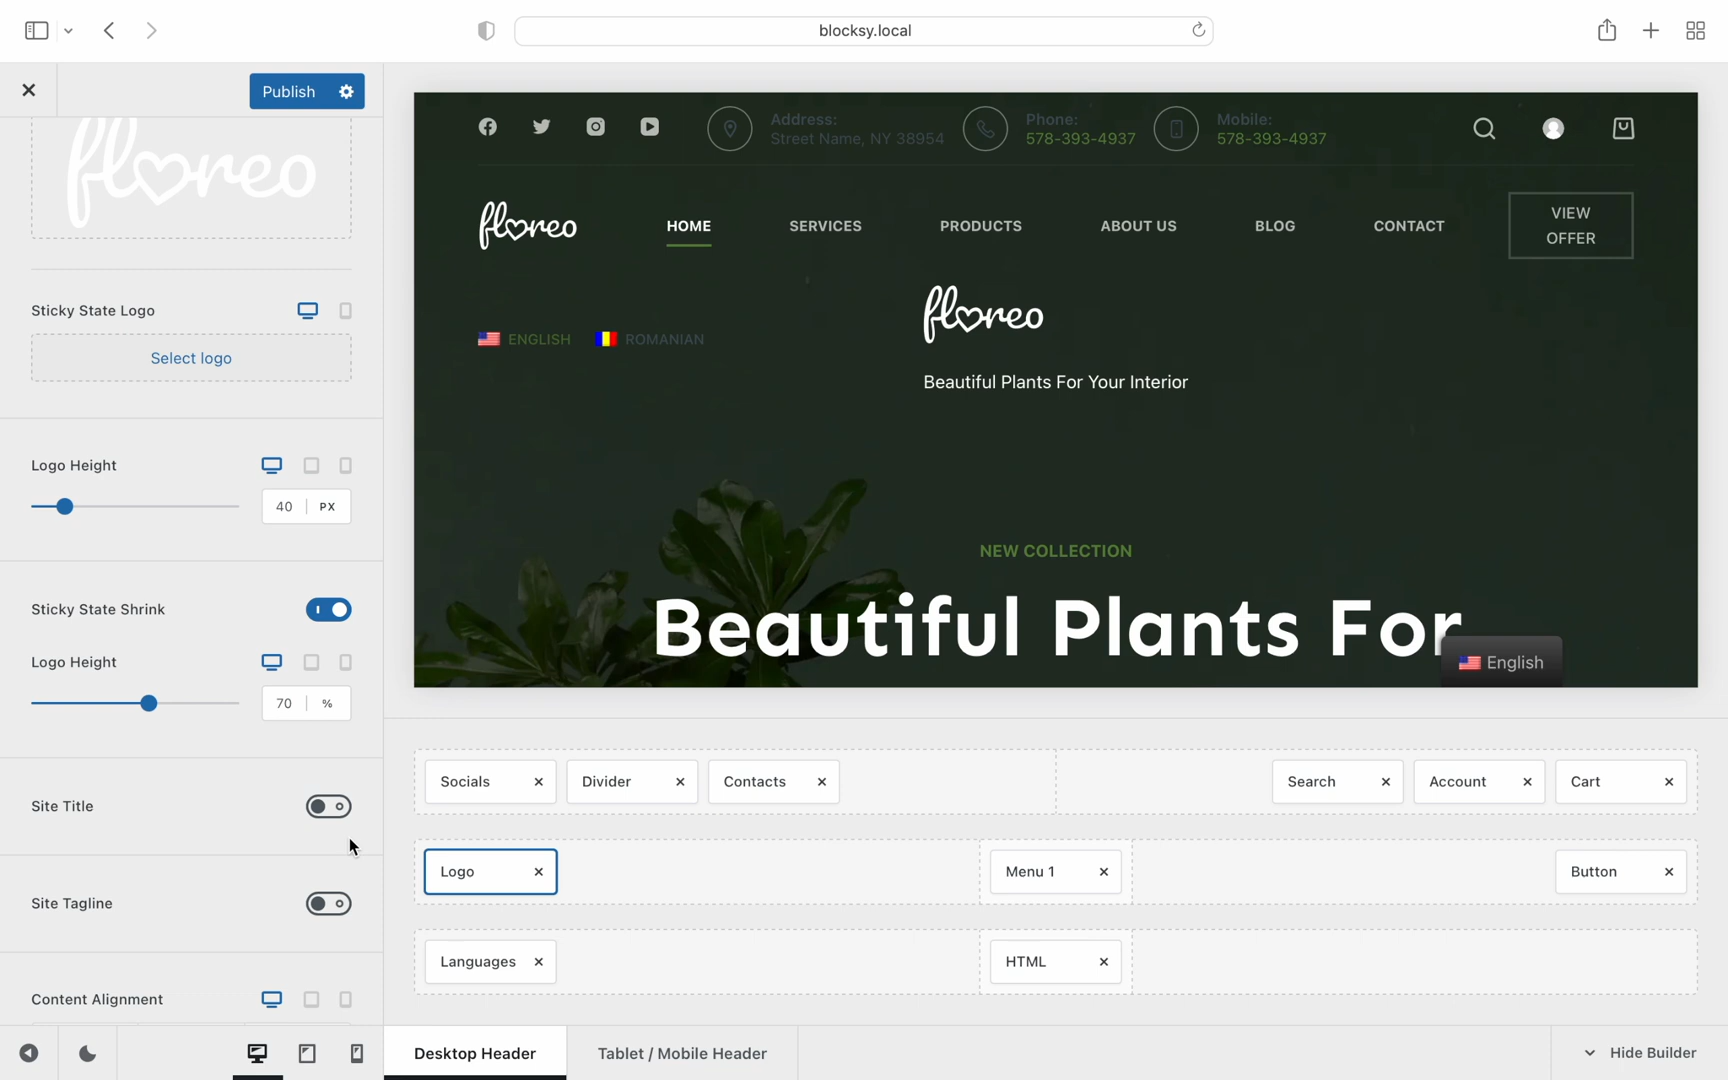 blocksy.local
Publish
floreo
Sticky State Logo
Select logo
Logo Height
40 PX
Sticky State Shrink
Logo Height
70 %
Site Title
Site Tagline
Content Alignment
Address:
Street Name, NY 38954
Phone:
578-393-4937
Mobile:
578-393-4937
floreo
HOME
SERVICES
PRODUCTS
ABOUT US
BLOG
CONTACT
VIEW
OFFER
ENGLISH
ROMANIAN
floreo
Beautiful Plants For Your Interior
NEW COLLECTION
Beautiful Plants For
English
Socials
Divider
Contacts
Search
Account
Cart
Logo
Menu 1
Button
Languages
HTML
Desktop Header
Tablet / Mobile Header
Hide Builder